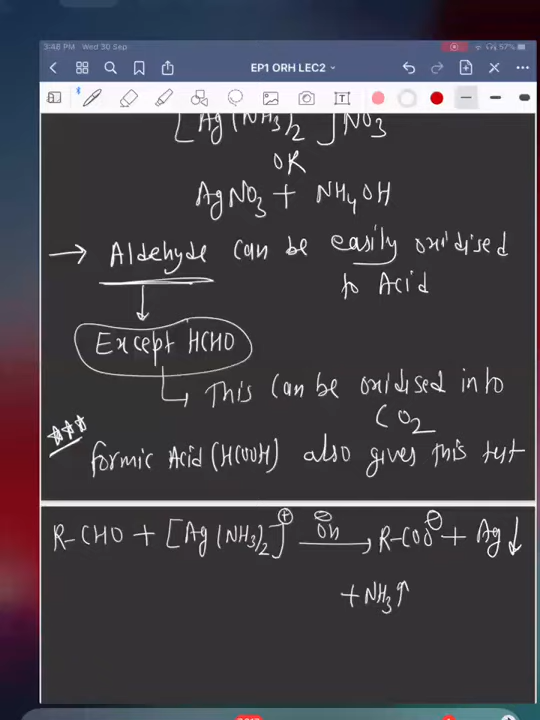 3:48 PM Wed 30 Sep 57%
EP1 ORH LEC2
[Ag(NH3)2]NO3
OR
AgNO3 + NH4OH
→ Aldehyde can be easily oxidised
to Acid
Except HCHO
→ This can be oxidised into
CO2
*** formic Acid (HCOOH) also gives this test
R-CHO + [Ag(NH3)2]⊕ —⊖OH→ R-COO⊖ + Ag↓
+ NH3↑